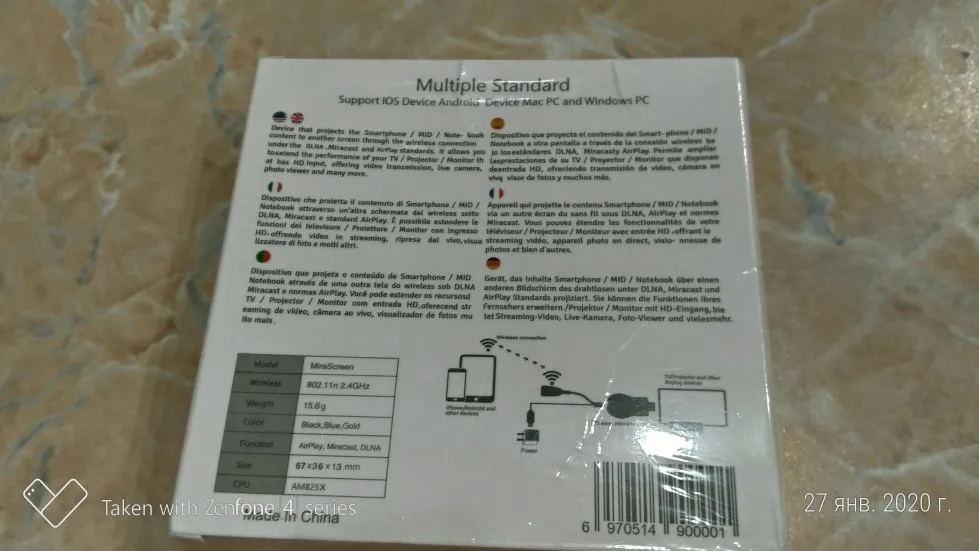 Multiple Standard
Support IOS Device Android Device Mac PC and Windows PC
Device that projects the Smartphone / MID / Note- book
content to another screen through the wireless connection
under the DLNA ,Miracast and AirPlay standards. it allows you
to extend the performance of your TV / Projector / Monitor th
at has HD input, offering video transmission, live camera,
photo viewer and many more.
Dispositivo que proyecta el contenido del Smart- phone / MID /
Notebook a otra pantalla a través de la conexión wireless ba
jo losestándares DLNA, Miracasty AirPlay. Permite ampliar
lasprestaciones de su TV / Proyector / Monitor que disponen
deentrada HD, ofreciendo transmisión de vídeo, cámara en
vivq visor de fotos y muchos más.
Dispositivo che proietta il contenuto di Smartphone / MID /
Notebook attraverso un'altra schermata del wireless sotto
DLNA, Miracast e standard AirPlay. È possibile estendere le
funzioni del televisore / Proiettore / Monitor con ingresso
HD,offrendo video in streaming, ripresa dal vivo,visua
lizzatore di foto e molti altri.
Appareil qui projette le contenu Smartphone / MID / Notebook
via un autre écran du sans fil sous DLNA, AirPlay et normes
Miracast. Vous pouvez étendre les fonctionnalités de votre
téléviseur / Projecteur / Moniteur avec entrée HD ,offrant le
streaming vidéo, appareil photo en direct, visio- nneuse de
photos et bien d'autres.
Dispositivo que projeta o conteúdo de Smartphone / MID
Notebook através de uma outra tela do wireless sob DLNA
Miracast e normas AirPlay. Você pode estender os recursosd
TV / Projector / Monitor com entrada HD,oferecend str
eaming de vídeo, câmera ao vivo, visualizador de fotos mu
ito mais.
Gerät, das Inhalte Smartphone / MID / Notebook über einen
anderen Bildschirm des drahtlosen unter DLNA, Miracast und
AirPlay Standards projiziert. Sie können die Funktionen Ihres
Fernsehers erweitern /Projektor / Monitor mit HD-Eingang, bie
tet Streaming-Video, Live-Kamera, Foto-Viewer und vielesmehr.
Model MiraScreen
Wireless 802.11n 2.4GHz
Weight 15.6g
Color Black,Blue,Gold
Function AirPlay, Miracast, DLNA
Size 67×36×13 mm
CPU AM825X
Made In China
Wireless connection
iPhone/Android and
other devices
Power
TV/Projector and other
display devices
6 970514 900001
Taken with Zenfone 4 series
27 янв. 2020 г.